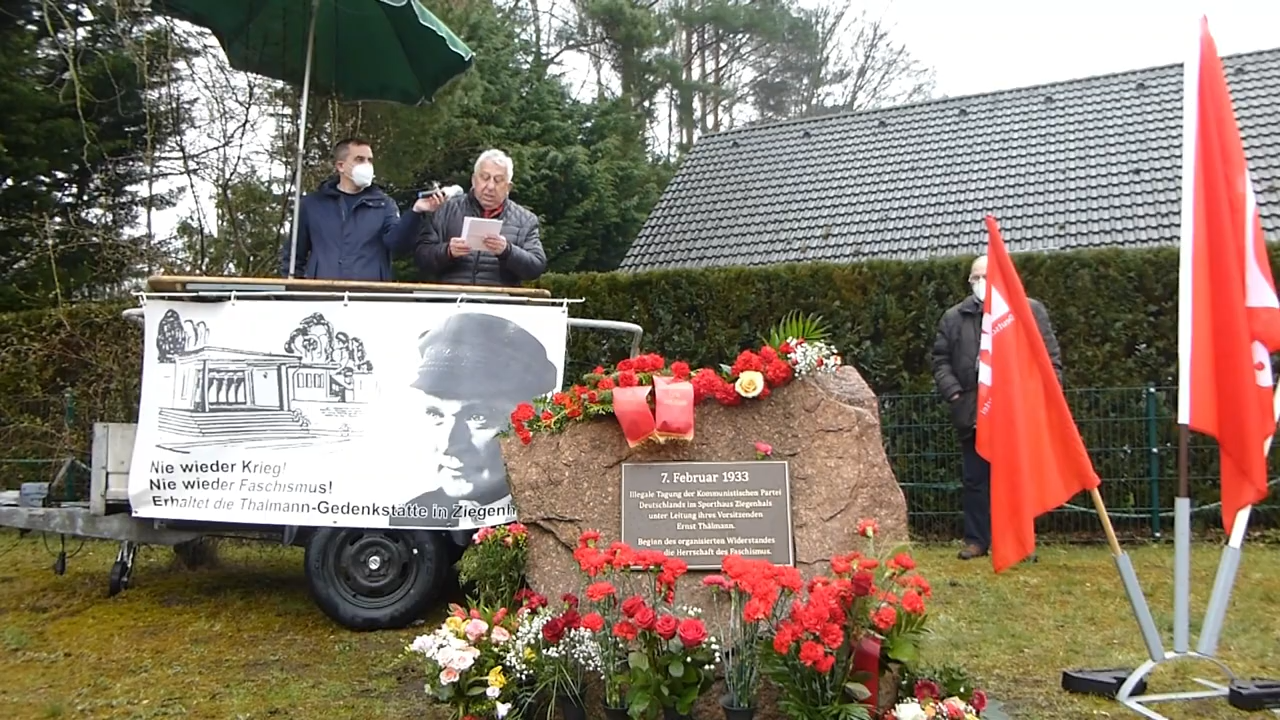 Nie wieder Krieg!
Nie wieder Faschismus!
Erhaltet die Thälmann-Gedenkstätte in Ziegenh
7. Februar 1933
Illegale Tagung der Kommunistischen Partei
Deutschlands im Sporthaus Ziegenhals
unter Leitung ihres Vorsitzenden
Ernst Thälmann.
Beginn des organisierten Widerstandes
die Herrschaft des Faschismus.